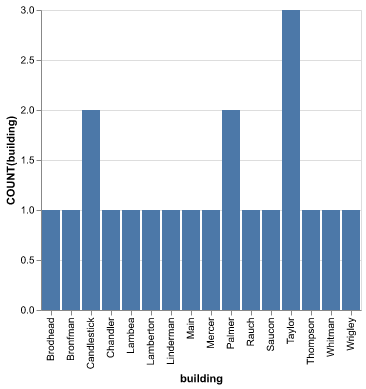 3.0
2.5
2.0
1.5
1.0
0.5
0.0
COUNT(building)
Brodhead
Bronfman
Candlestick
Chandler
Lambea
Lamberton
Linderman
Main
Mercer
Palmer
Rauch
Saucon
Taylor
Thompson
Whitman
Wrigley
building